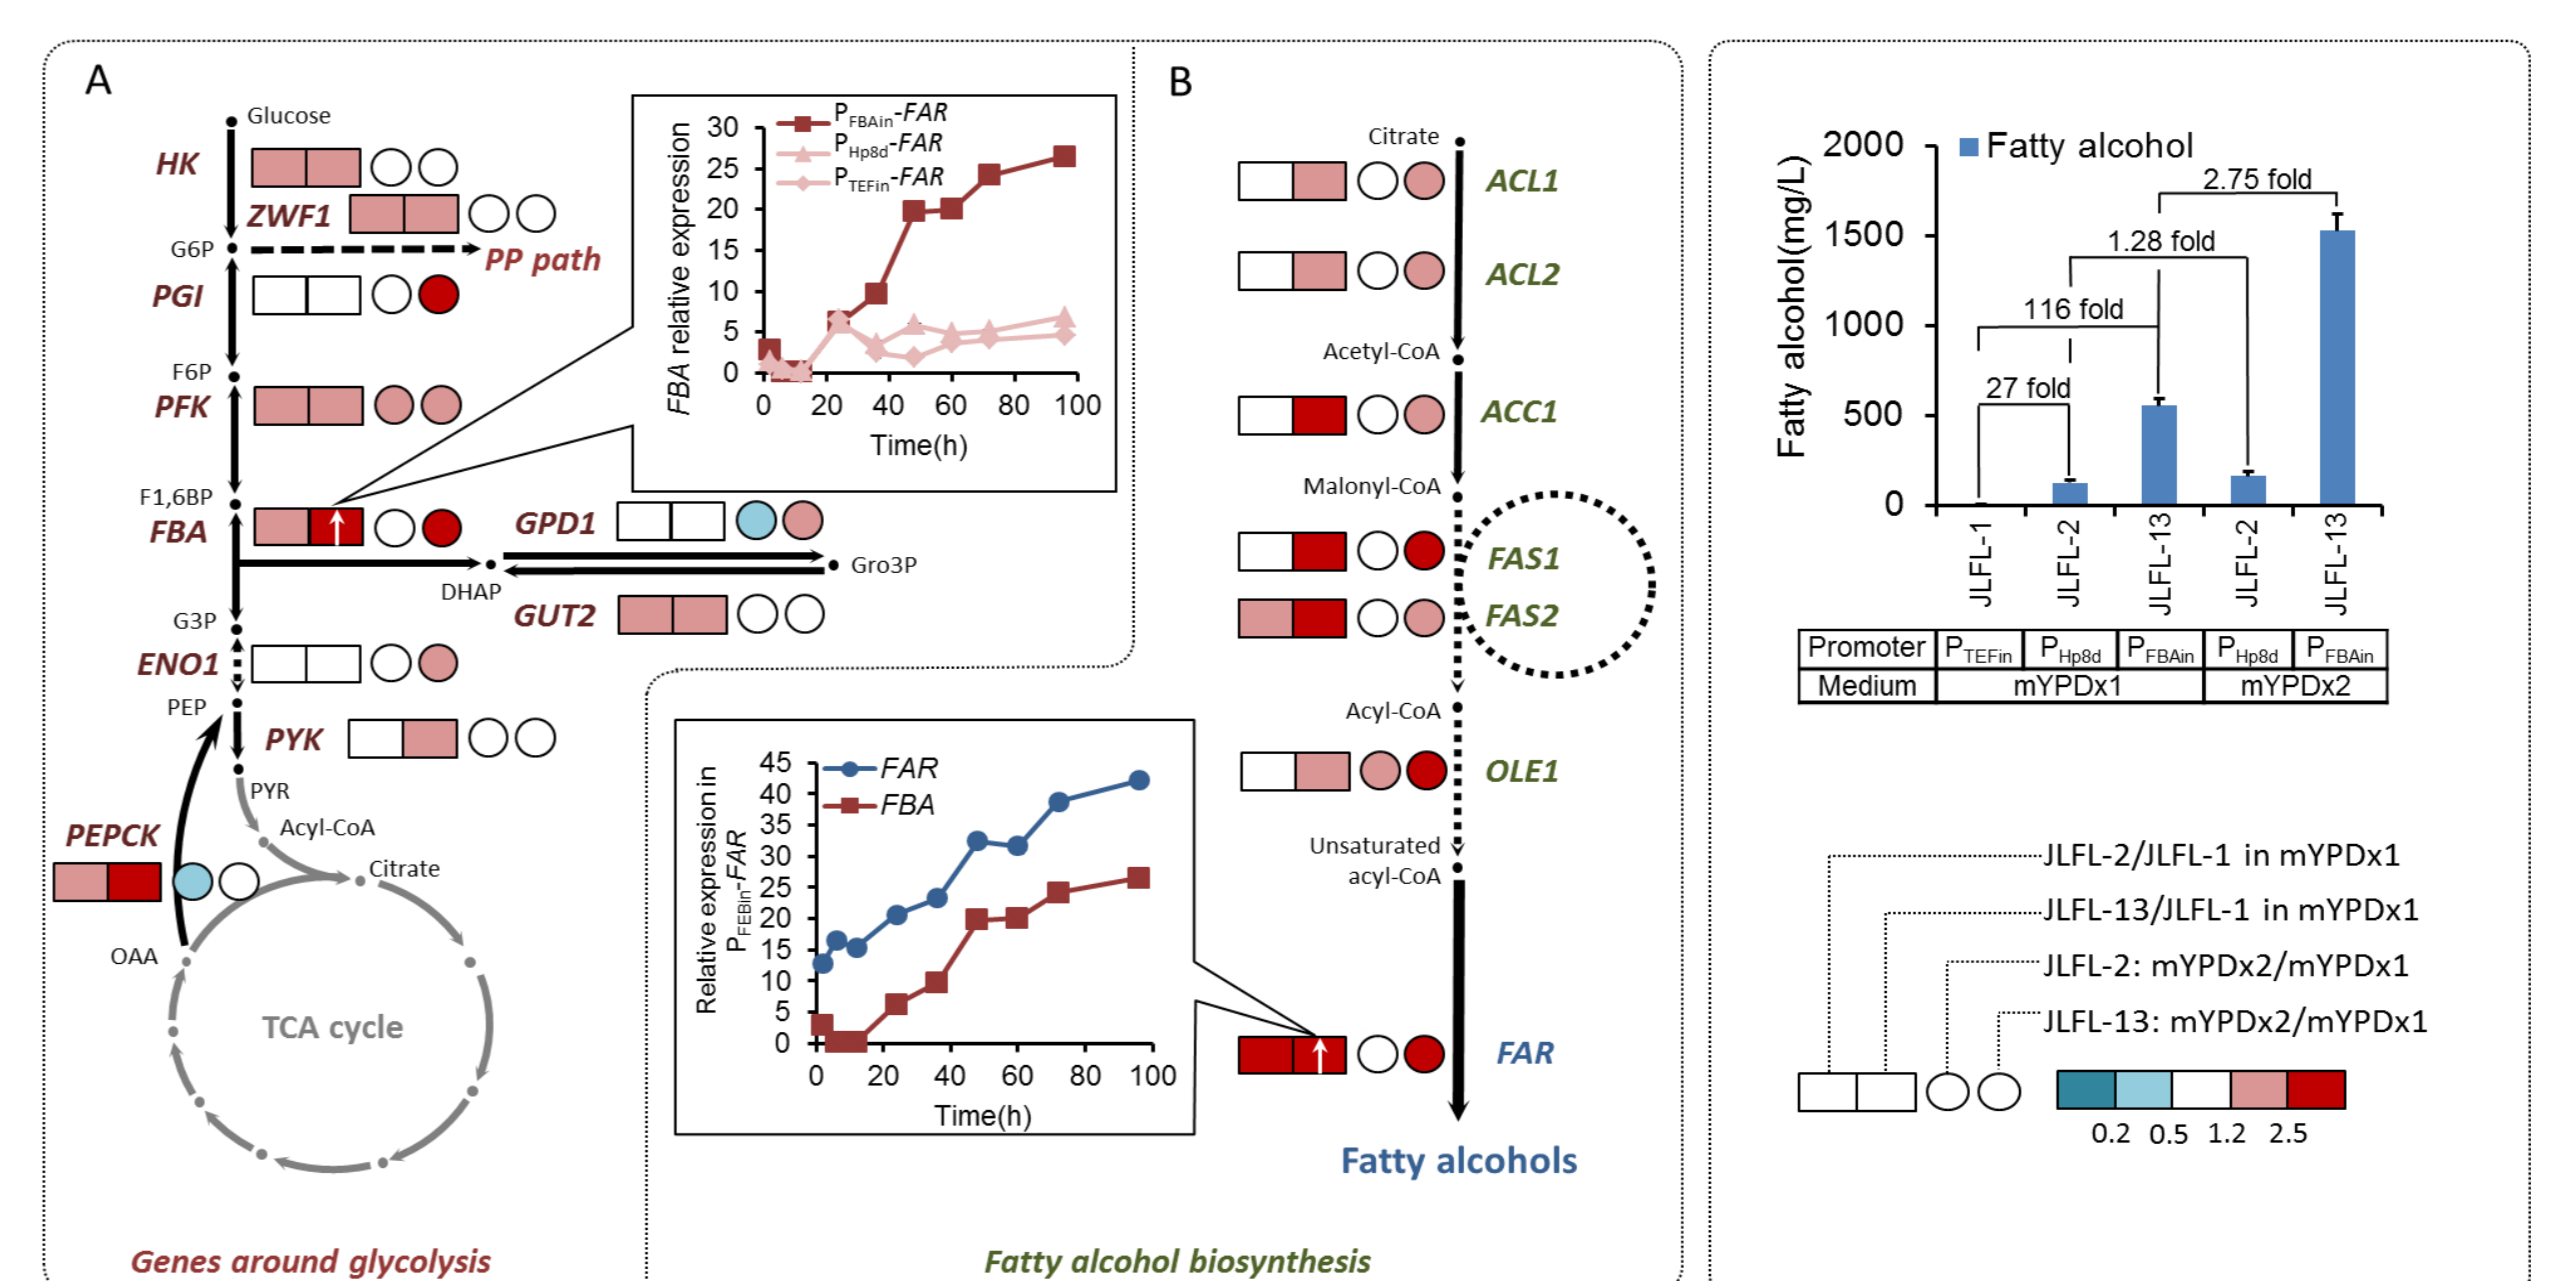 A
Glucose
HK
ZWF1
G6P
PP path
PGI
F6P
PFK
F1,6BP
FBA
GPD1
DHAP
Gro3P
GUT2
G3P
ENO1
PEP
PYK
PYR
PEPCK
Acyl-CoA
Citrate
OAA
TCA cycle
Genes around glycolysis
FBA relative expression
30
25
20
15
10
5
0
PFBAin-FAR
PHp8d-FAR
PTEFin-FAR
0 20 40 60 80 100
Time(h)
B
Citrate
ACL1
ACL2
Acetyl-CoA
ACC1
Malonyl-CoA
FAS1
FAS2
Acyl-CoA
OLE1
Unsaturated
acyl-CoA
FAR
Fatty alcohols
Relative expression in
PFEBin-FAR
45
40
35
30
25
20
15
10
5
0
FAR
FBA
0 20 40 60 80 100
Time(h)
Fatty alcohol biosynthesis
Fatty alcohol(mg/L)
2000
1500
1000
500
0
Fatty alcohol
2.75 fold
1.28 fold
116 fold
27 fold
JLFL-1
JLFL-2
JLFL-13
JLFL-2
JLFL-13
Promoter PTEFin PHp8d PFBAin PHp8d PFBAin
Medium mYPDx1 mYPDx2
JLFL-2/JLFL-1 in mYPDx1
JLFL-13/JLFL-1 in mYPDx1
JLFL-2: mYPDx2/mYPDx1
JLFL-13: mYPDx2/mYPDx1
0.2 0.5 1.2 2.5